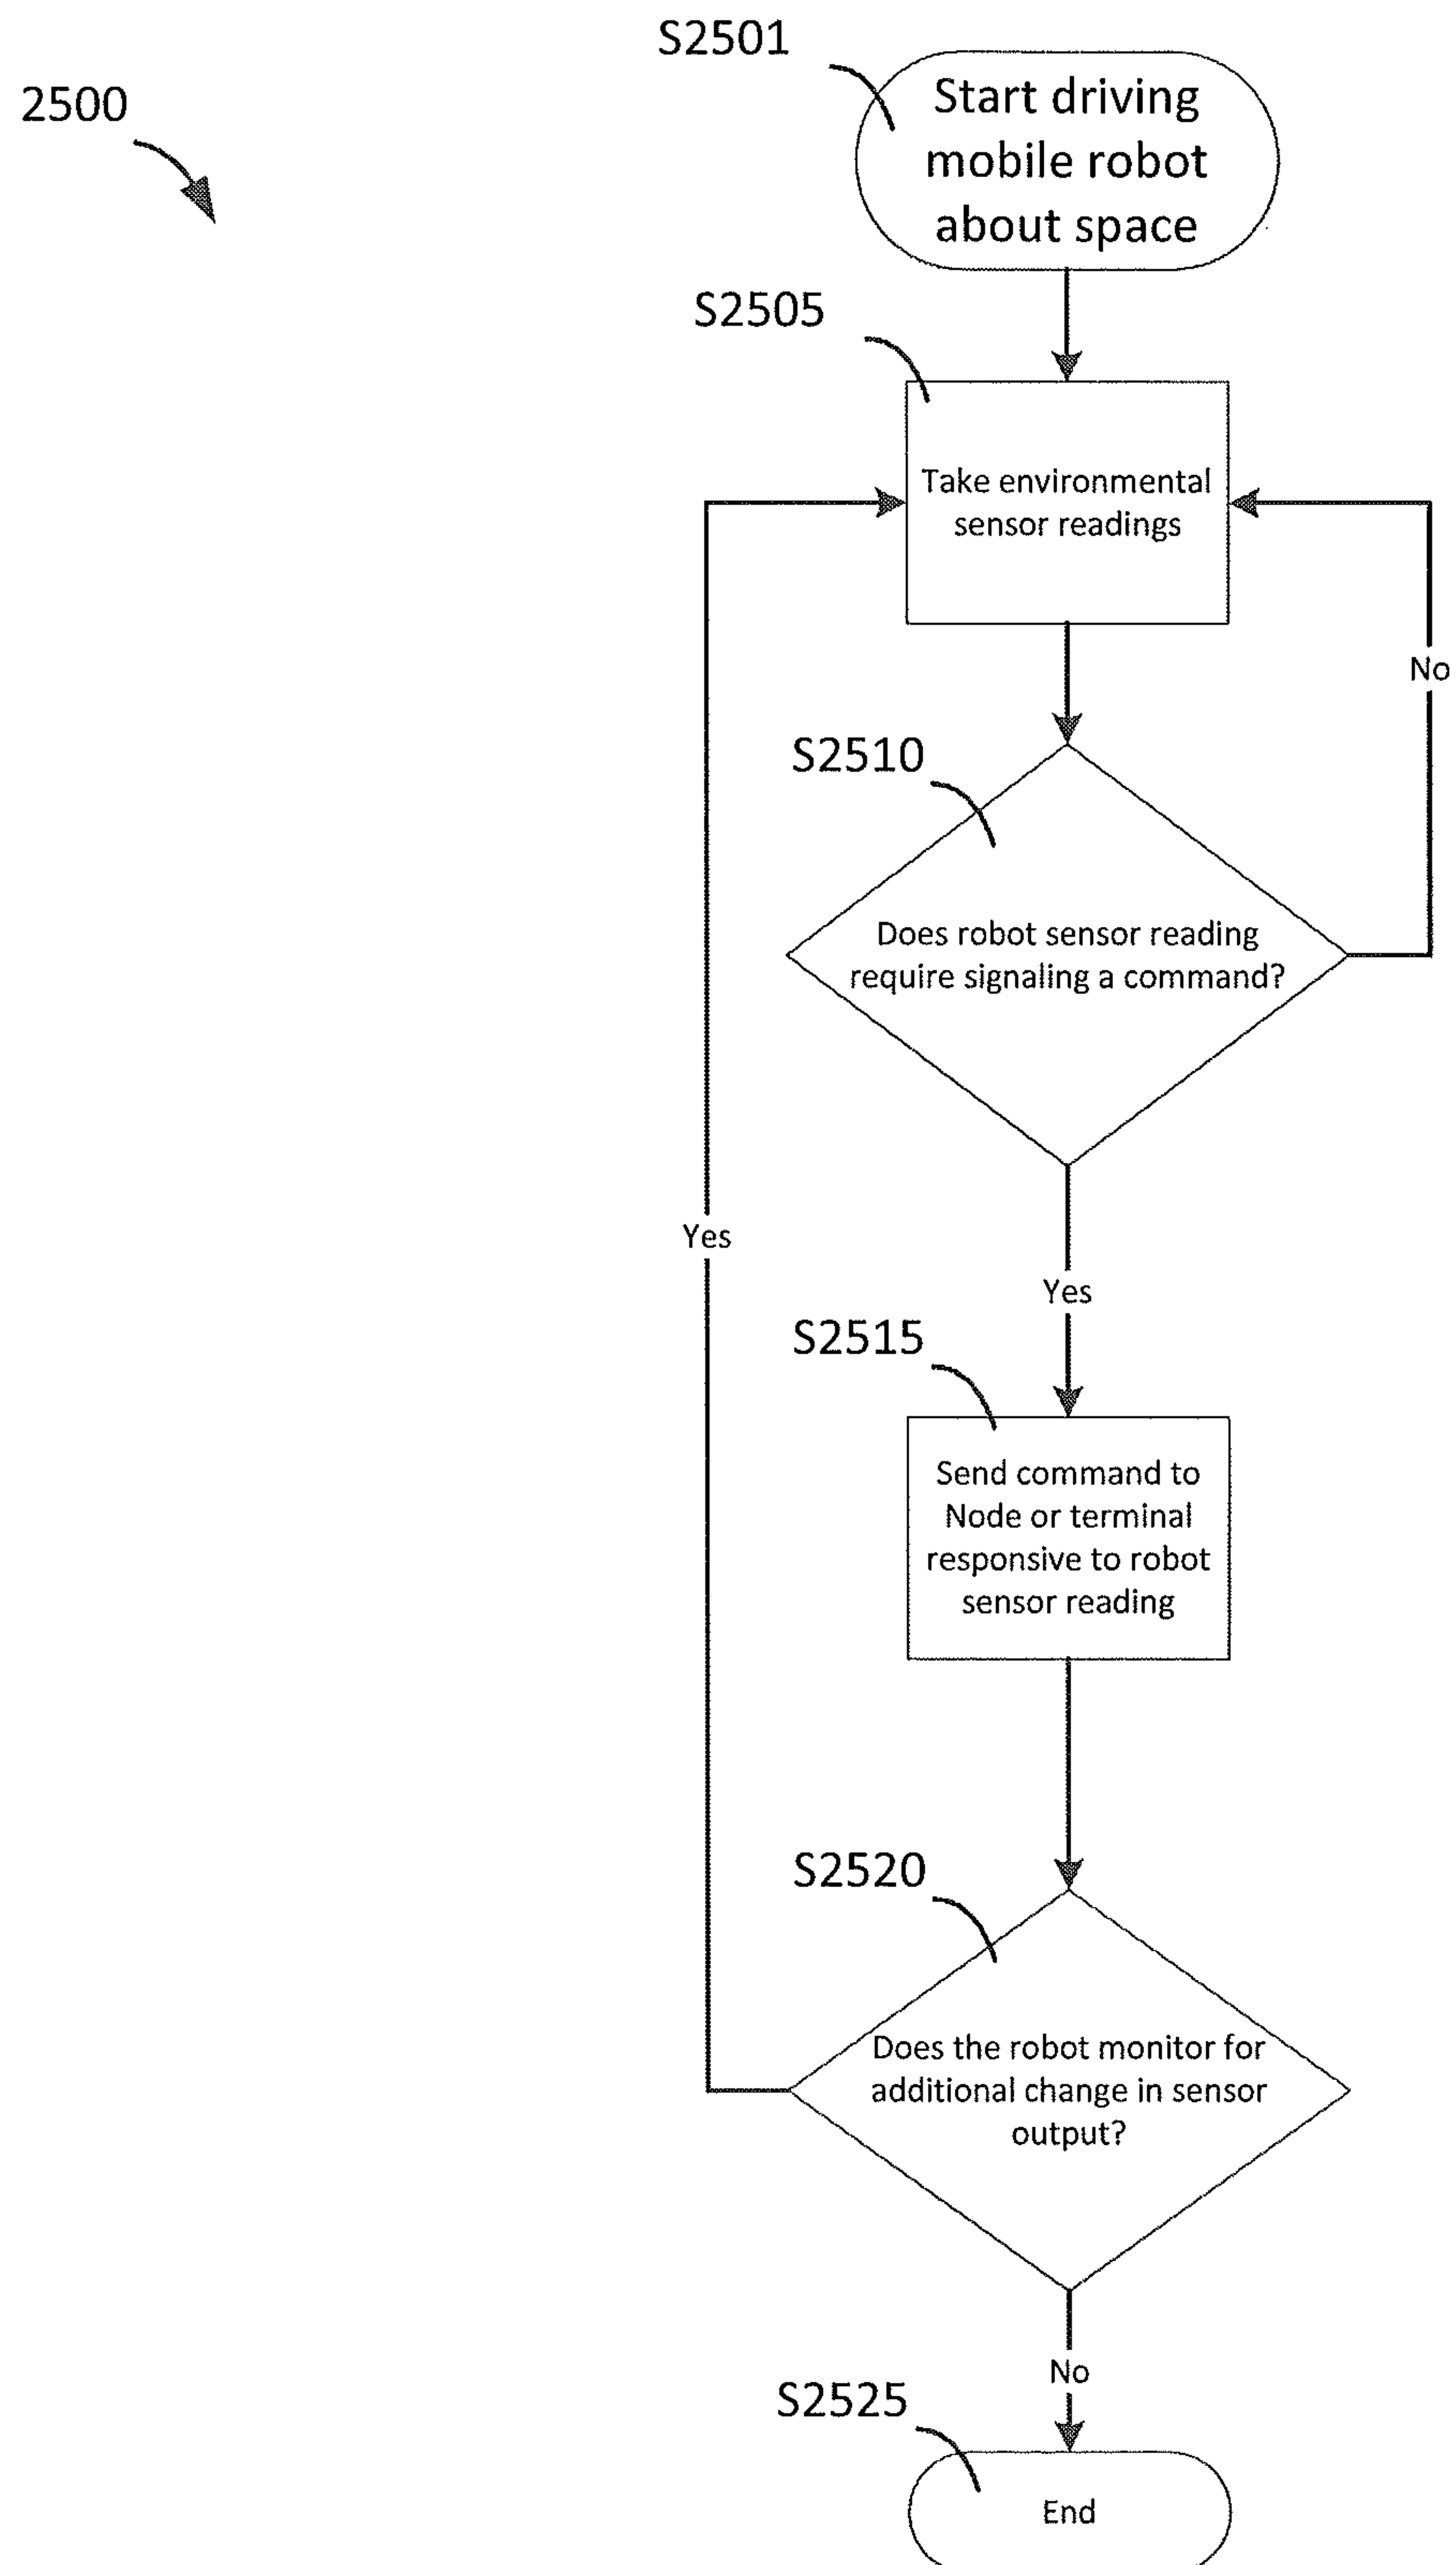 S2501
2500
Start driving
mobile robot
about space
S2505
Take environmental
sensor readings
No
S2510
Does robot sensor reading
require signaling a command?
Yes
Yes
S2515
Send command to
Node or terminal
responsive to robot
sensor reading
S2520
Does the robot monitor for
additional change in sensor
output?
No
S2525
End